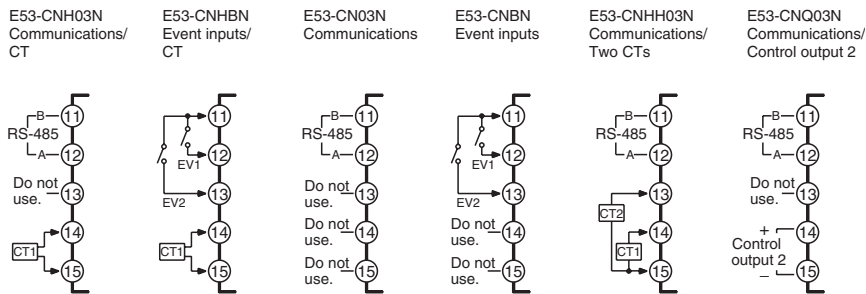 E53-CNH03N
Communications/
CT
B
11
RS-485
A
12
Do not
use.
13
14
CT1
15
E53-CNHBN
Event inputs/
CT
11
EV1
12
EV2
13
14
CT1
15
E53-CN03N
Communications
B
11
RS-485
A
12
Do not
use.
13
Do not
use.
14
Do not
use.
15
E53-CNBN
Event inputs
11
EV1
12
EV2
13
Do not
use.
14
Do not
use.
15
E53-CNHH03N
Communications/
Two CTs
B
11
RS-485
A
12
13
CT2
14
CT1
15
E53-CNQ03N
Communications/
Control output 2
B
11
RS-485
A
12
Do not
use.
13
+
14
Control
output 2
–
15